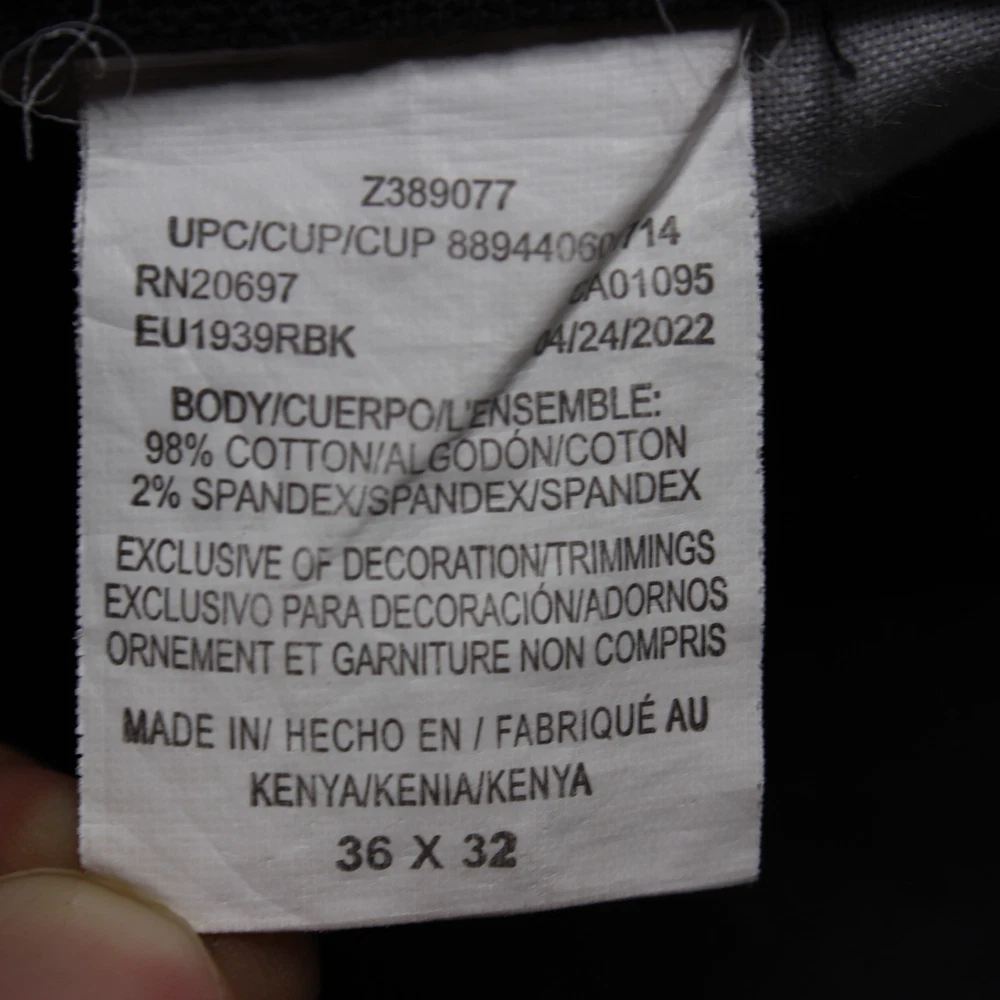 Z389077
UPC/CUP/CUP
RN20697 CA01095
EU1939RBK 04/24/2022
BODY/CUERPO/L'ENSEMBLE:
98% COTTON/ALGODÓN/COTON
2% SPANDEX/SPANDEX/SPANDEX
EXCLUSIVE OF DECORATION/TRIMMINGS
EXCLUSIVO PARA DECORACIÓN/ADORNOS
ORNEMENT ET GARNITURE NON COMPRIS
MADE IN/ HECHO EN / FABRIQUÉ AU
KENYA/KENIA/KENYA
36 X 32